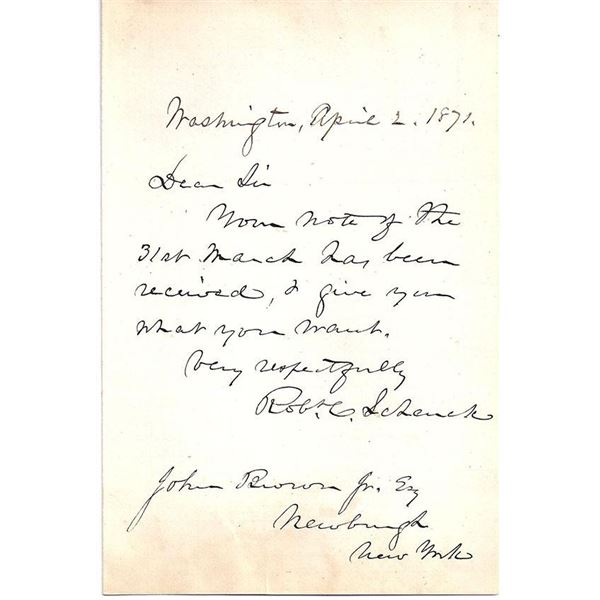 Washington, April 2. 1871.
Dear Sir
Your note of the
31st March has been
received, & I give you
what you want.
Very respectfully
Robt. C. Schenck
John Brown Jr. Esq
Newburgh
New York